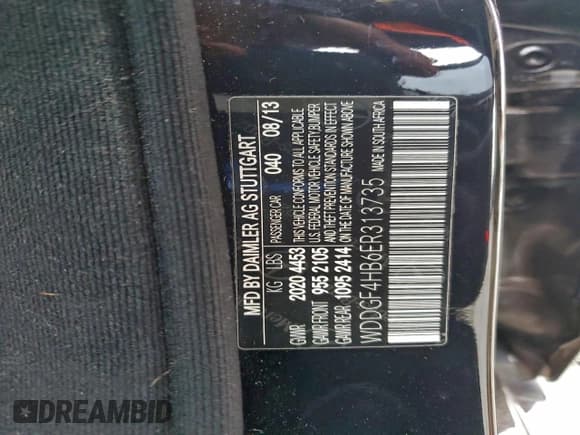 MFD BY DAIMLER AG STUTTGART
KG LBS PASSENGER CAR 040 08/13
GVWR 2020 4453 THIS VEHICLE CONFORMS TO ALL APPLICABLE
GAWR FRONT 955 2105 U.S. FEDERAL MOTOR VEHICLE SAFETY, BUMPER
GAWR REAR 1095 2414 AND THEFT PREVENTION STANDARDS IN EFFECT
ON THE DATE OF MANUFACTURE SHOWN ABOVE
WDDGF4HB6ER313735 MADE IN SOUTH AFRICA
DREAMBID